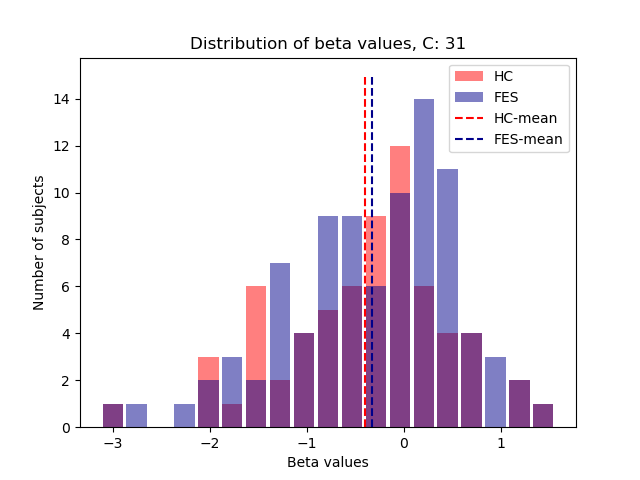 Distribution of beta values, C: 31
HC
FES
HC-mean
FES-mean
Number of subjects
14
12
10
8
6
4
2
0
−3 −2 −1 0 1
Beta values